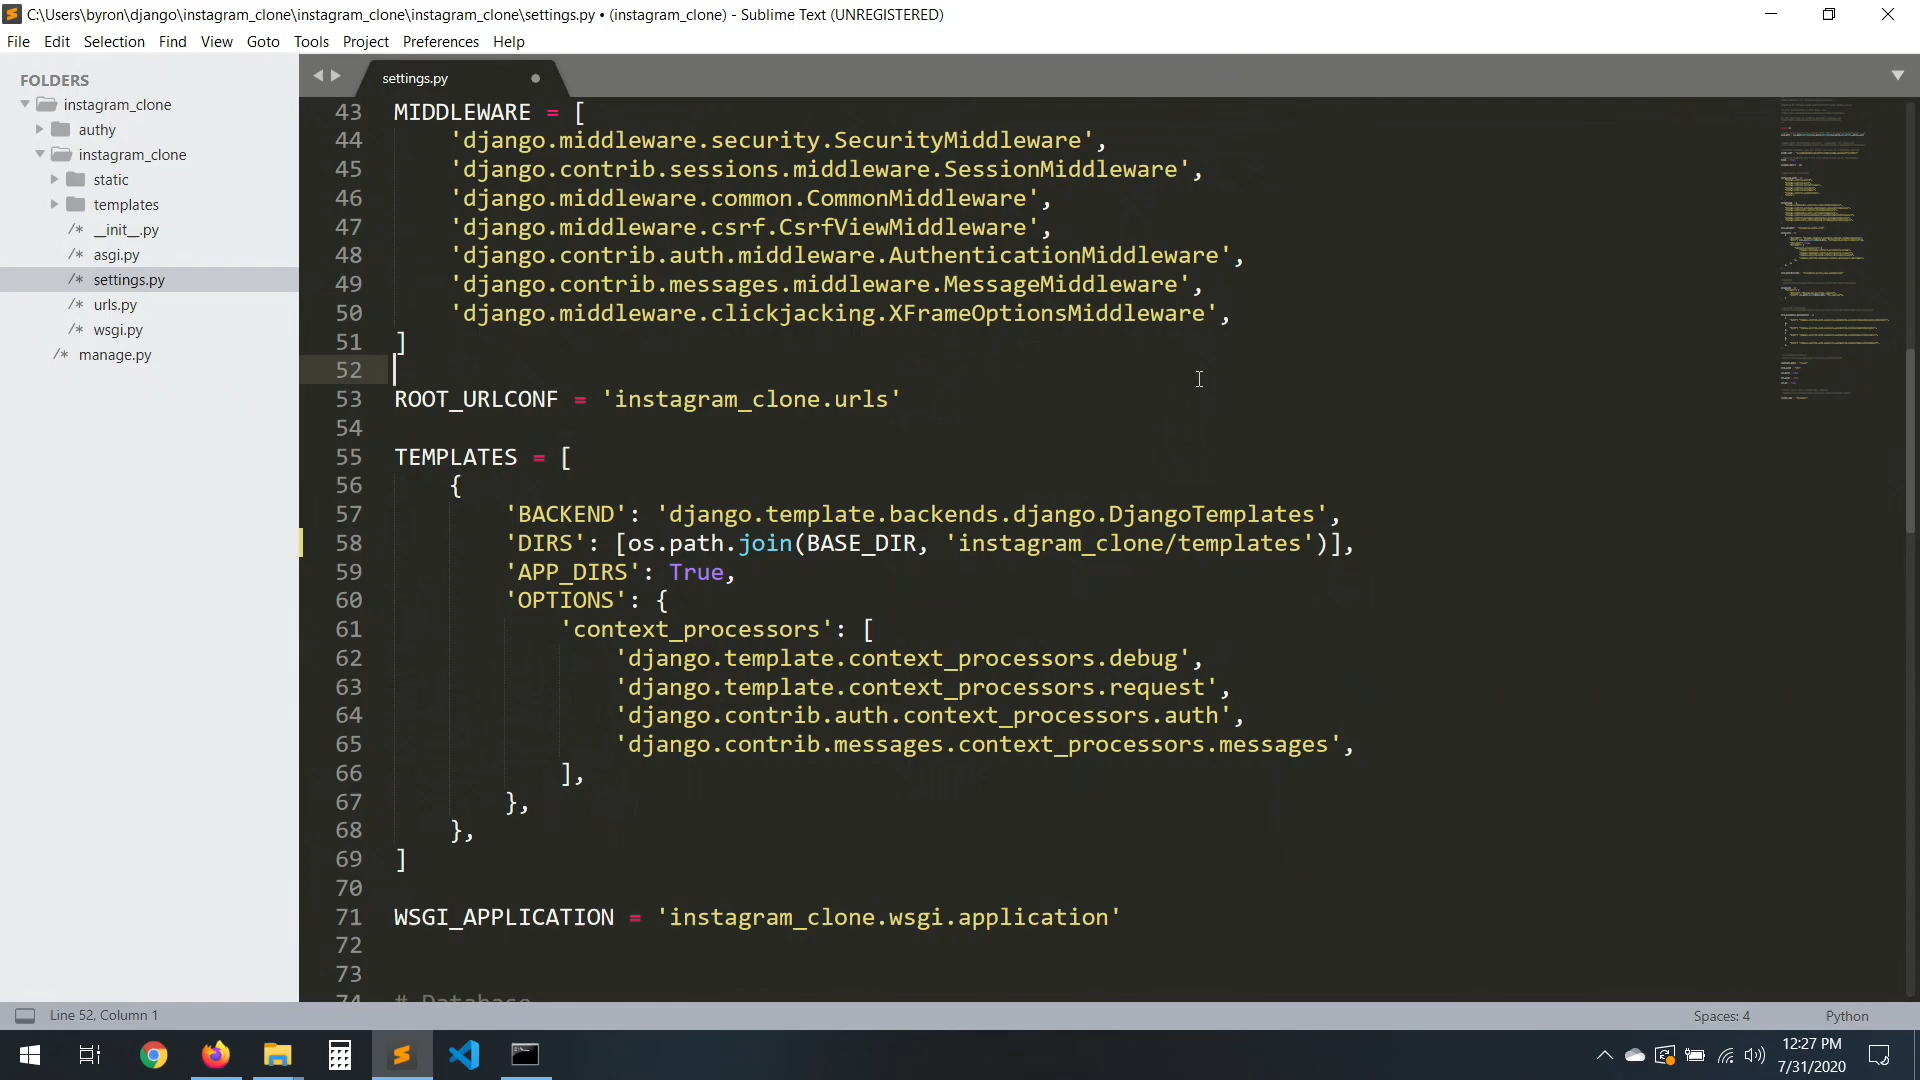 C:\Users\byron\django\instagram_clone\instagram_clone\instagram_clone\settings.py • (instagram_clone) - Sublime Text (UNREGISTERED)
File Edit Selection Find View Goto Tools Project Preferences Help
FOLDERS
instagram_clone
authy
instagram_clone
static
templates
/* __init__.py
/* asgi.py
/* settings.py
/* urls.py
/* wsgi.py
/* manage.py
settings.py
43 MIDDLEWARE = [
44     'django.middleware.security.SecurityMiddleware',
45     'django.contrib.sessions.middleware.SessionMiddleware',
46     'django.middleware.common.CommonMiddleware',
47     'django.middleware.csrf.CsrfViewMiddleware',
48     'django.contrib.auth.middleware.AuthenticationMiddleware',
49     'django.contrib.messages.middleware.MessageMiddleware',
50     'django.middleware.clickjacking.XFrameOptionsMiddleware',
51 ]
52
53 ROOT_URLCONF = 'instagram_clone.urls'
54
55 TEMPLATES = [
56     {
57         'BACKEND': 'django.template.backends.django.DjangoTemplates',
58         'DIRS': [os.path.join(BASE_DIR, 'instagram_clone/templates')],
59         'APP_DIRS': True,
60         'OPTIONS': {
61             'context_processors': [
62                 'django.template.context_processors.debug',
63                 'django.template.context_processors.request',
64                 'django.contrib.auth.context_processors.auth',
65                 'django.contrib.messages.context_processors.messages',
66             ],
67         },
68     },
69 ]
70
71 WSGI_APPLICATION = 'instagram_clone.wsgi.application'
72
73
74 # Database
Line 52, Column 1
Spaces: 4
Python
12:27 PM
7/31/2020